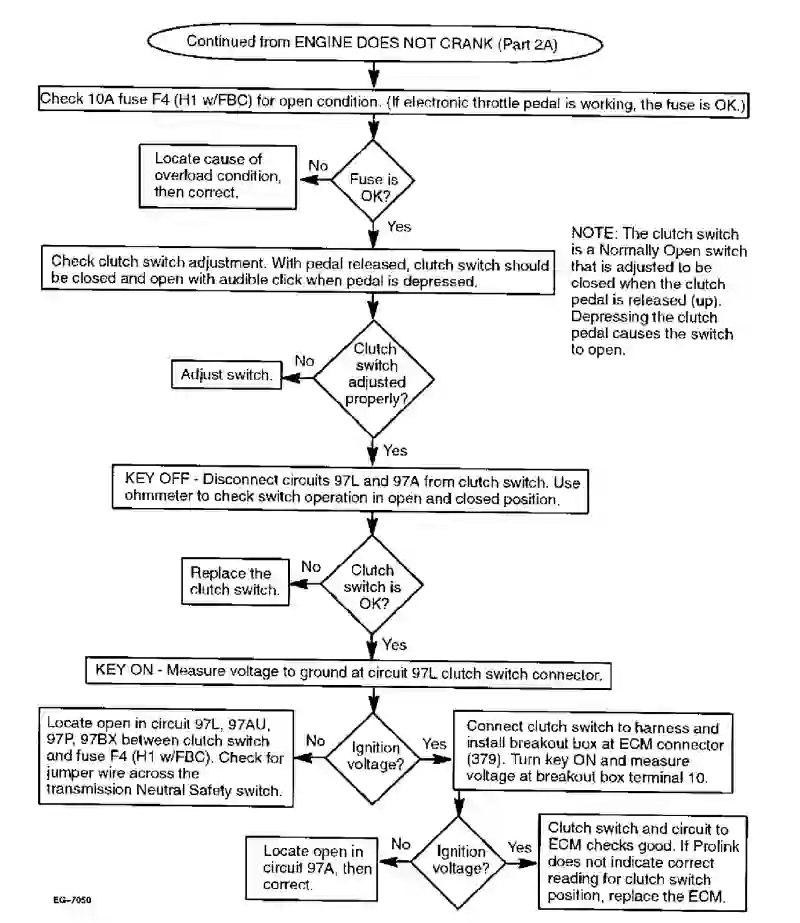 Continued from ENGINE DOES NOT CRANK (Part 2A)
Check 10A fuse F4 (H1 w/FBC) for open condition. (If electronic throttle pedal is working, the fuse is OK.)
Locate cause of
overload condition,
then correct.
No
Fuse is
OK?
Yes
Check clutch switch adjustment. With pedal released, clutch switch should
be closed and open with audible click when pedal is depressed.
NOTE: The clutch switch
is a Normally Open switch
that is adjusted to be
closed when the clutch
pedal is released (up).
Depressing the clutch
pedal causes the switch
to open.
Adjust switch.
No
Clutch
switch
adjusted
properly?
Yes
KEY OFF - Disconnect circuits 97L and 97A from clutch switch. Use
ohmmeter to check switch operation in open and closed position.
Replace the
clutch switch.
No
Clutch
switch is
OK?
Yes
KEY ON - Measure voltage to ground at circuit 97L clutch switch connector.
Locate open in circuit 97L, 97AU,
97P, 97BX between clutch switch
and fuse F4 (H1 w/FBC). Check for
jumper wire across the
transmission Neutral Safety switch.
No
Ignition
voltage?
Yes
Connect clutch switch to harness and
install breakout box at ECM connector
(379). Turn key ON and measure
voltage at breakout box terminal 10.
Locate open in
circuit 97A, then
correct.
No
Ignition
voltage?
Yes
Clutch switch and circuit to
ECM checks good. If Prolink
does not indicate correct
reading for clutch switch
position, replace the ECM.
EG-7050